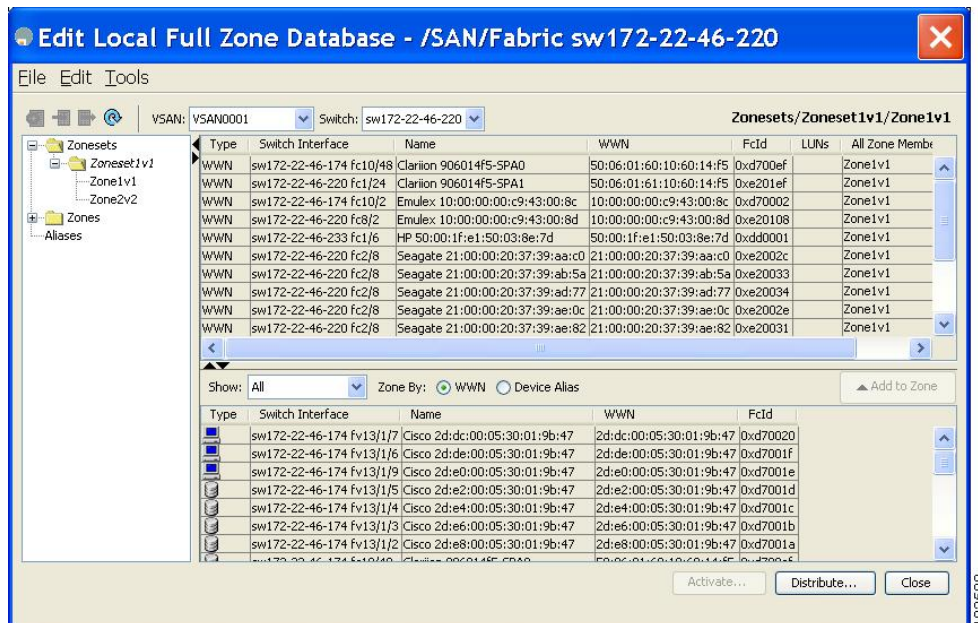 Edit Local Full Zone Database - /SAN/Fabric sw172-22-46-220
File Edit Tools
VSAN: VSAN0001 Switch: sw172-22-46-220 Zonesets/Zoneset1v1/Zone1v1
Zonesets
Zoneset1v1
Zone1v1
Zone2v2
Zones
Aliases
Type Switch Interface Name WWN FcId LUNs All Zone Membe
WWN sw172-22-46-174 fc10/48 Clariion 906014f5-SPA0 50:06:01:60:10:60:14:f5 0xd700ef Zone1v1
WWN sw172-22-46-220 fc1/24 Clariion 906014f5-SPA1 50:06:01:61:10:60:14:f5 0xe201ef Zone1v1
WWN sw172-22-46-174 fc10/2 Emulex 10:00:00:00:c9:43:00:8c 10:00:00:00:c9:43:00:8c 0xd70002 Zone1v1
WWN sw172-22-46-220 fc8/2 Emulex 10:00:00:00:c9:43:00:8d 10:00:00:00:c9:43:00:8d 0xe20108 Zone1v1
WWN sw172-22-46-233 fc1/6 HP 50:00:1f:e1:50:03:8e:7d 50:00:1f:e1:50:03:8e:7d 0xdd0001 Zone1v1
WWN sw172-22-46-220 fc2/8 Seagate 21:00:00:20:37:39:aa:c0 21:00:00:20:37:39:aa:c0 0xe2002c Zone1v1
WWN sw172-22-46-220 fc2/8 Seagate 21:00:00:20:37:39:ab:5a 21:00:00:20:37:39:ab:5a 0xe20033 Zone1v1
WWN sw172-22-46-220 fc2/8 Seagate 21:00:00:20:37:39:ad:77 21:00:00:20:37:39:ad:77 0xe20034 Zone1v1
WWN sw172-22-46-220 fc2/8 Seagate 21:00:00:20:37:39:ae:0c 21:00:00:20:37:39:ae:0c 0xe2002e Zone1v1
WWN sw172-22-46-220 fc2/8 Seagate 21:00:00:20:37:39:ae:82 21:00:00:20:37:39:ae:82 0xe20031 Zone1v1
Show: All Zone By: WWN Device Alias Add to Zone
Type Switch Interface Name WWN FcId
sw172-22-46-174 fv13/1/7 Cisco 2d:dc:00:05:30:01:9b:47 2d:dc:00:05:30:01:9b:47 0xd70020
sw172-22-46-174 fv13/1/6 Cisco 2d:de:00:05:30:01:9b:47 2d:de:00:05:30:01:9b:47 0xd7001f
sw172-22-46-174 fv13/1/9 Cisco 2d:e0:00:05:30:01:9b:47 2d:e0:00:05:30:01:9b:47 0xd7001e
sw172-22-46-174 fv13/1/5 Cisco 2d:e2:00:05:30:01:9b:47 2d:e2:00:05:30:01:9b:47 0xd7001d
sw172-22-46-174 fv13/1/4 Cisco 2d:e4:00:05:30:01:9b:47 2d:e4:00:05:30:01:9b:47 0xd7001c
sw172-22-46-174 fv13/1/3 Cisco 2d:e6:00:05:30:01:9b:47 2d:e6:00:05:30:01:9b:47 0xd7001b
sw172-22-46-174 fv13/1/2 Cisco 2d:e8:00:05:30:01:9b:47 2d:e8:00:05:30:01:9b:47 0xd7001a
Activate... Distribute... Close